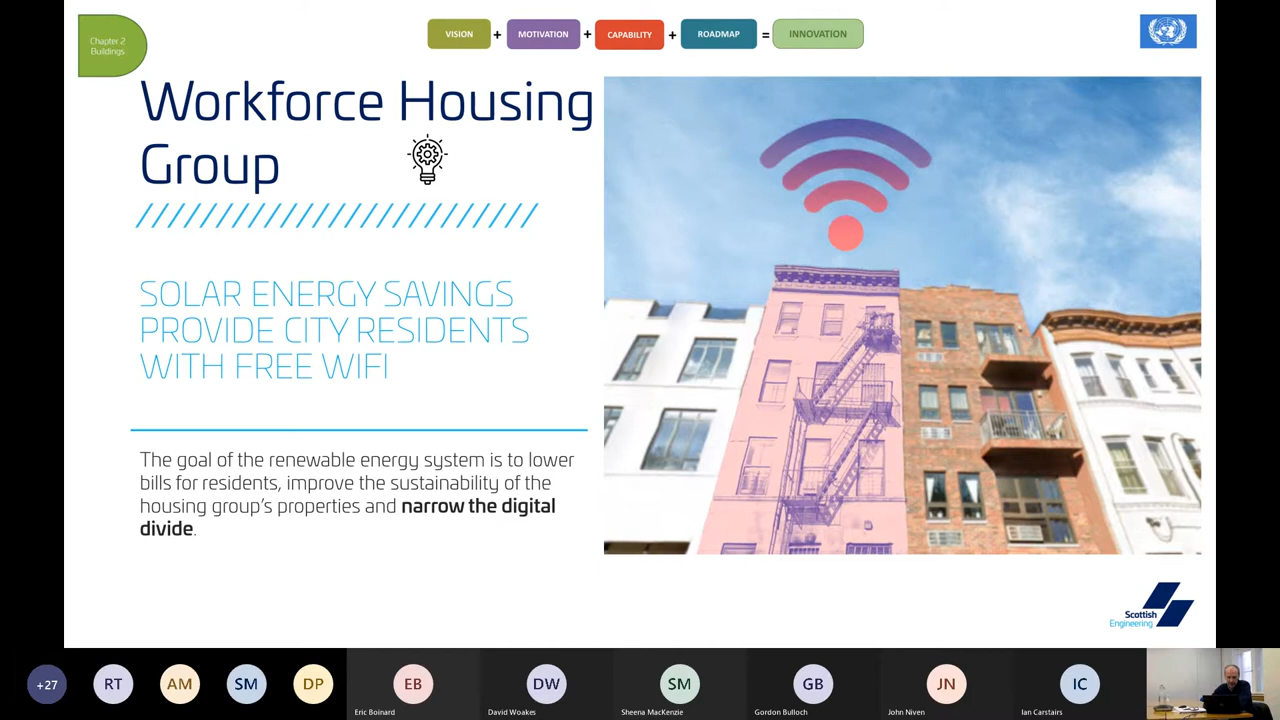 Chapter 2
Buildings
VISION + MOTIVATION + CAPABILITY + ROADMAP = INNOVATION
Workforce Housing
Group
SOLAR ENERGY SAVINGS
PROVIDE CITY RESIDENTS
WITH FREE WIFI
The goal of the renewable energy system is to lower
bills for residents, improve the sustainability of the
housing group's properties and narrow the digital
divide.
Scottish
Engineering
+27 RT AM SM DP EB DW SM GB JN IC
Eric Boinard David Woakes Sheena MacKenzie Gordon Bulloch John Niven Ian Carstairs